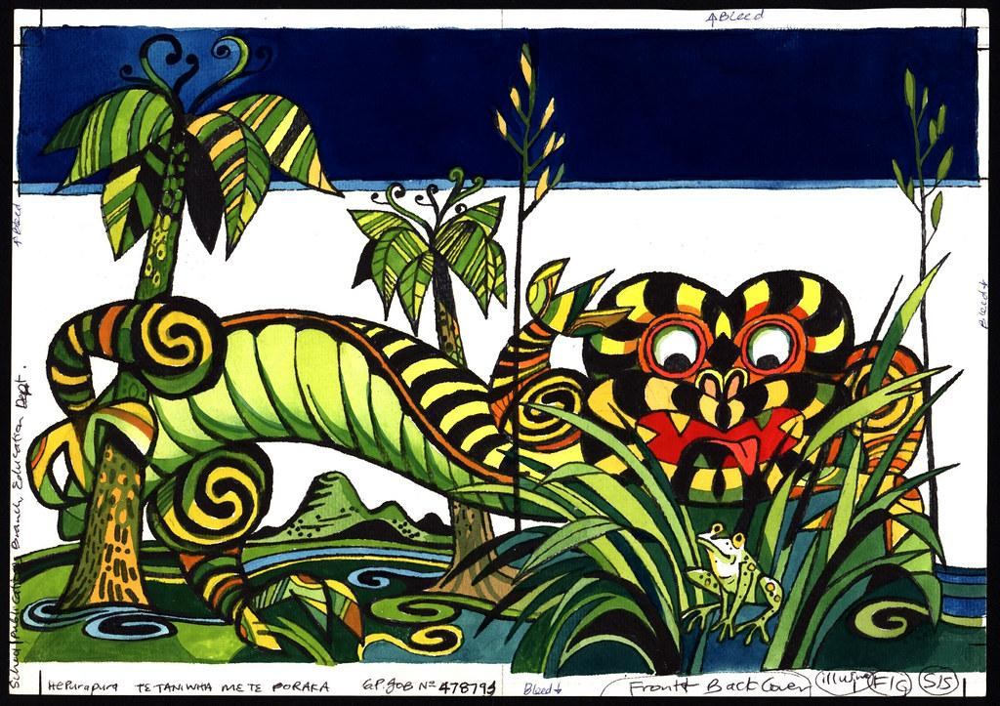 ↑Bleed
↑Bleed
Bleed↓
School Publications Branch, Education Dept.
HePurapura TE TANIWHA ME TE PORAKA G.P. JOB Nº 478793
Bleed↓
Front+ Back Cover
F/C
S/S